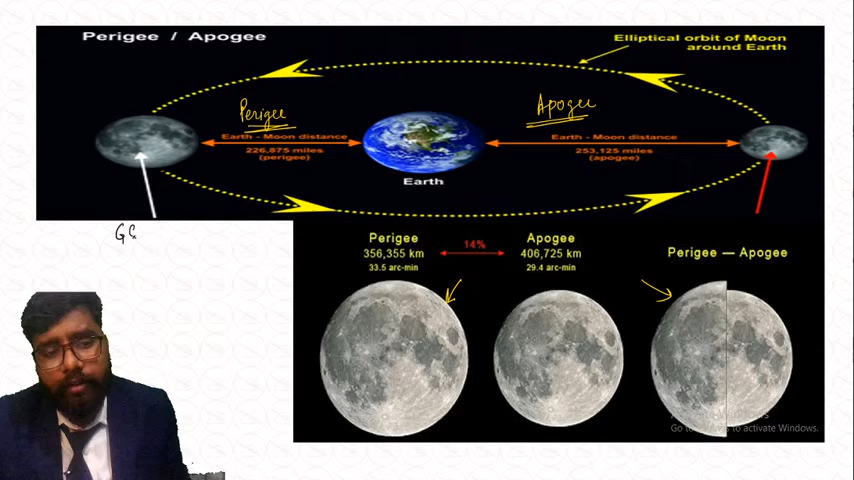 Perigee / Apogee
Elliptical orbit of Moon
around Earth
Perigee
Apogee
Earth - Moon distance
226,875 miles
(perigee)
Earth - Moon distance
253,125 miles
(apogee)
Earth
Perigee
356,355 km
33.5 arc-min
14%
Apogee
406,725 km
29.4 arc-min
Perigee — Apogee
to activate Windows.